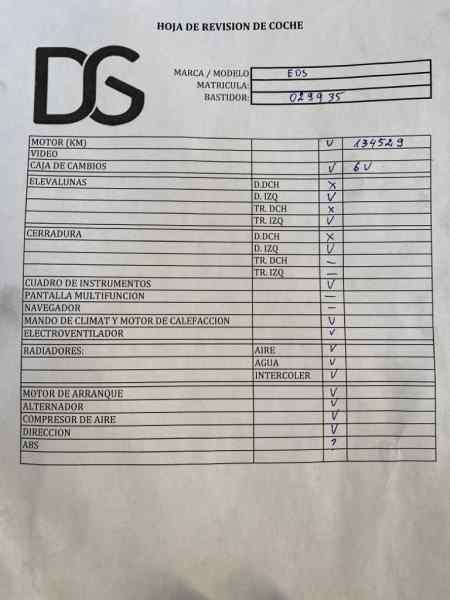 HOJA DE REVISION DE COCHE
DS
MARCA / MODELO EDS
MATRICULA:
BASTIDOR: 029935
MOTOR (KM) V 134529
VIDEO
CAJA DE CAMBIOS V 6V
ELEVALUNAS D.DCH X
D. IZQ V
TR. DCH X
TR. IZQ V
CERRADURA D.DCH X
D. IZQ V
TR. DCH —
TR. IZQ —
CUADRO DE INSTRUMENTOS V
PANTALLA MULTIFUNCION —
NAVEGADOR —
MANDO DE CLIMAT Y MOTOR DE CALEFACCION V
ELECTROVENTILADOR V
RADIADORES: AIRE V
AGUA V
INTERCOLER V
MOTOR DE ARRANQUE V
ALTERNADOR V
COMPRESOR DE AIRE V
DIRECCION V
ABS ?